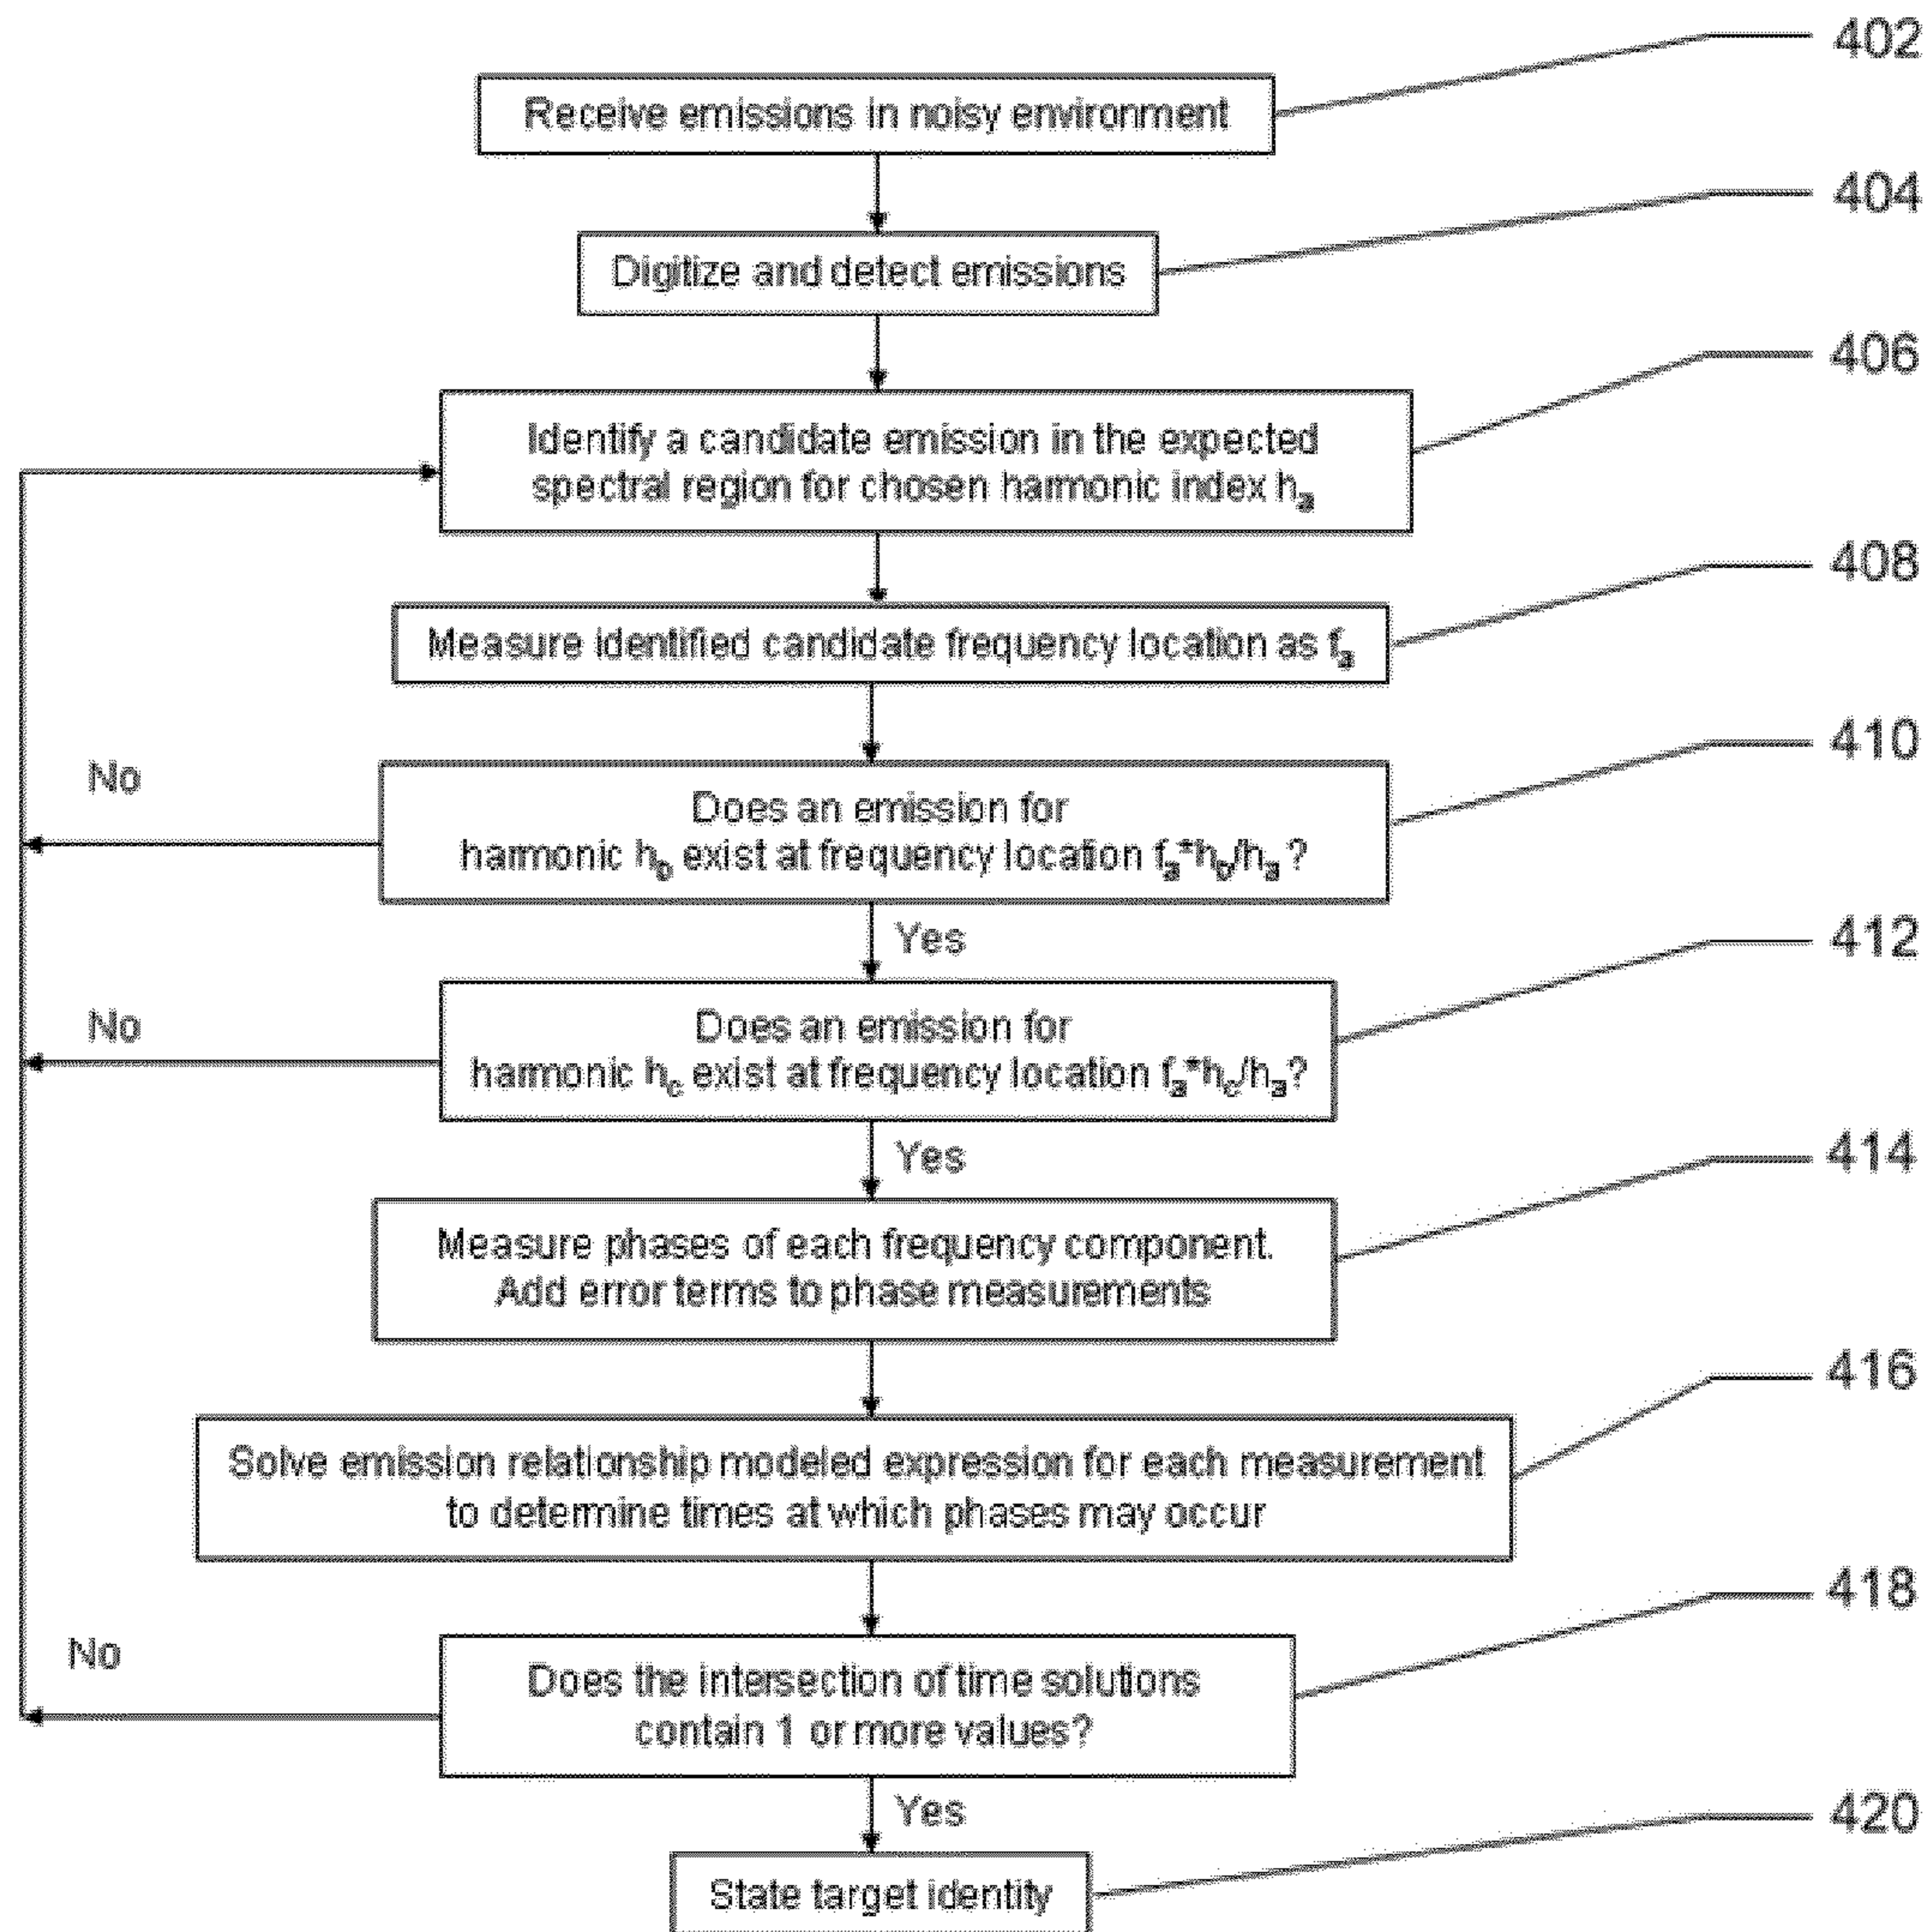 402
Receive emissions in noisy environment
404
Digitize and detect emissions
406
Identify a candidate emission in the expected
spectral region for chosen harmonic index hₐ
408
Measure identified candidate frequency location as fₐ
410
No
Does an emission for
harmonic h_b exist at frequency location fₐ*h_b/hₐ ?
Yes
412
No
Does an emission for
harmonic h_c exist at frequency location fₐ*h_c/hₐ?
Yes
414
Measure phases of each frequency component.
Add error terms to phase measurements
416
Solve emission relationship modeled expression for each measurement
to determine times at which phases may occur
418
No
Does the intersection of time solutions
contain 1 or more values?
Yes
420
State target identity